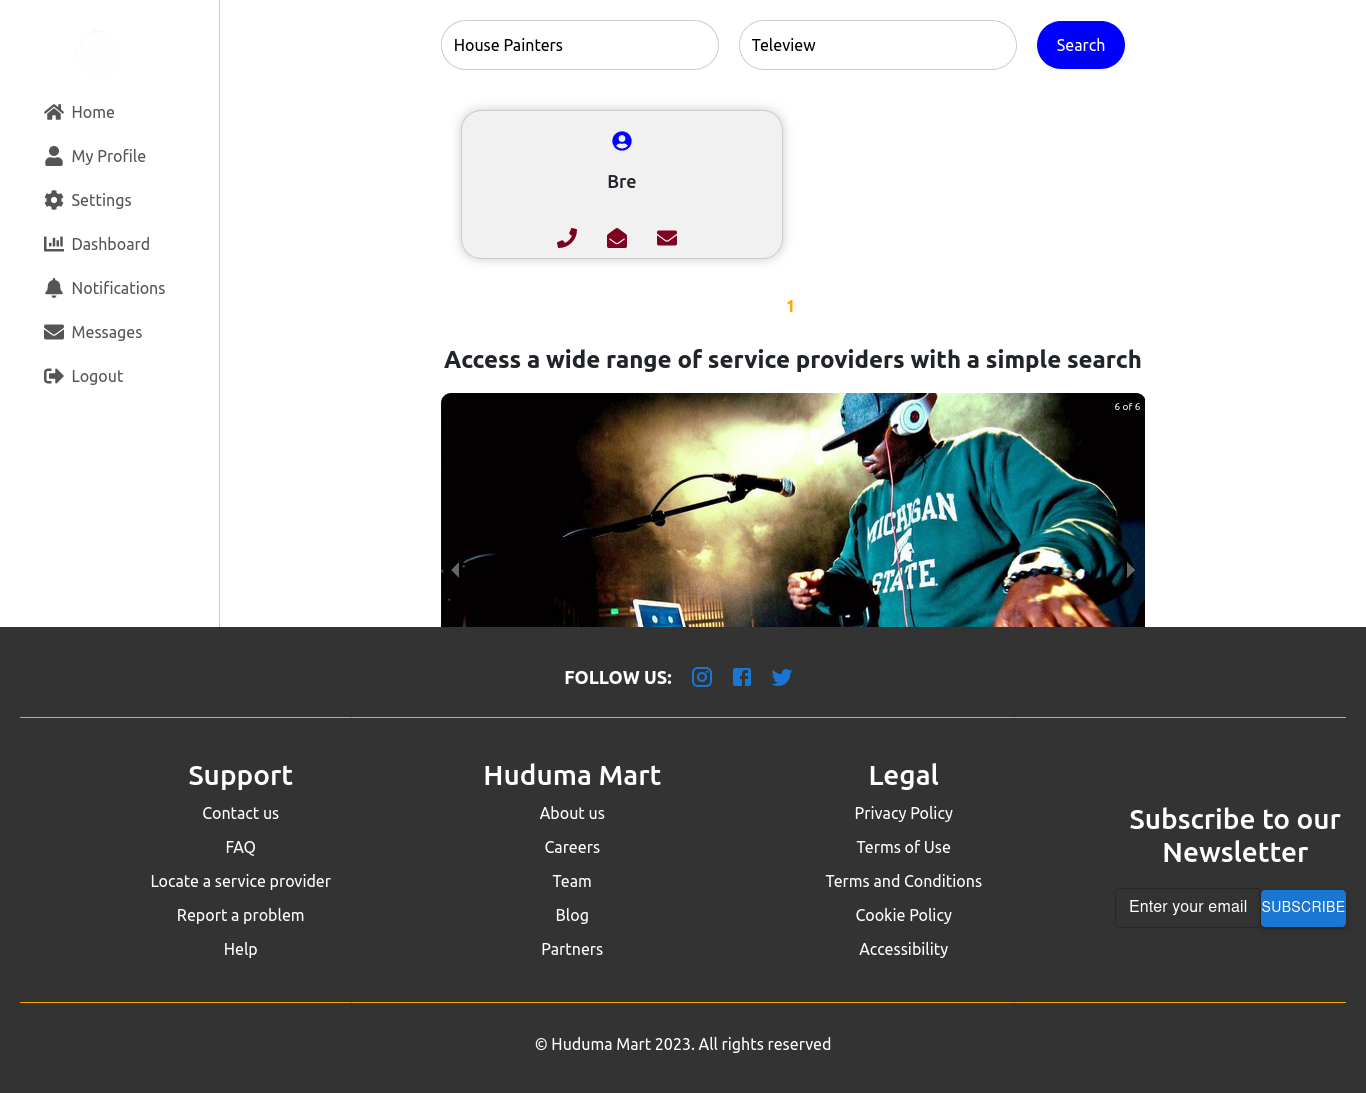 House Painters
Teleview
Search
Home
My Profile
Settings
Dashboard
Notifications
Messages
Logout
Bre
1
Access a wide range of service providers with a simple search
6 of 6
MICHIGAN
STATE
FOLLOW US:
Support
Contact us
FAQ
Locate a service provider
Report a problem
Help
Huduma Mart
About us
Careers
Team
Blog
Partners
Legal
Privacy Policy
Terms of Use
Terms and Conditions
Cookie Policy
Accessibility
Subscribe to our
Newsletter
Enter your email
SUBSCRIBE
© Huduma Mart 2023. All rights reserved